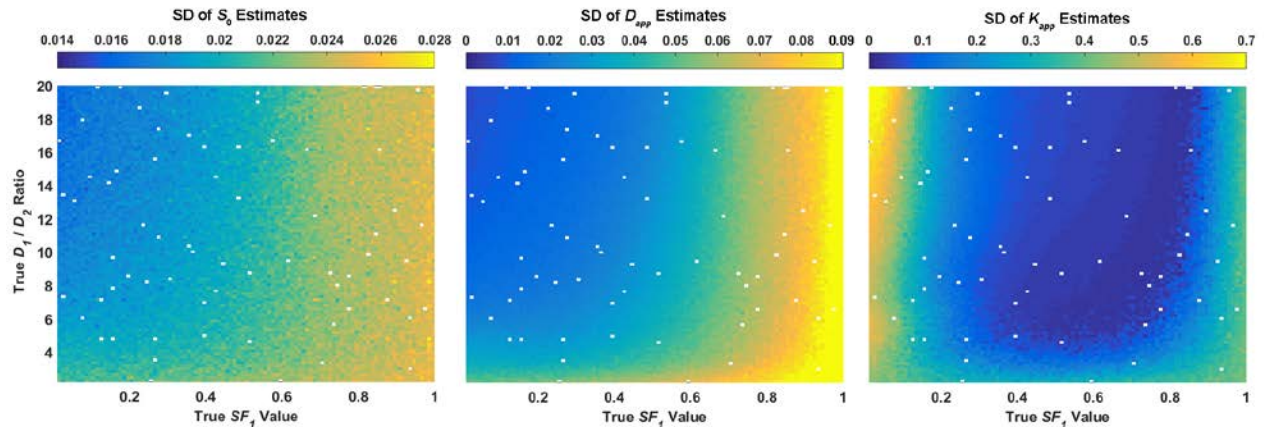 SD of S₀ Estimates
0.014 0.016 0.018 0.020 0.022 0.024 0.026 0.028
SD of Dapp Estimates
0 0.01 0.02 0.03 0.04 0.05 0.06 0.07 0.08 0.09
SD of Kapp Estimates
0 0.1 0.2 0.3 0.4 0.5 0.6 0.7
True D₁ / D₂ Ratio
20
18
16
14
12
10
8
6
4
0.2 0.4 0.6 0.8 1
True SF₁ Value
0.2 0.4 0.6 0.8 1
True SF₁ Value
0.2 0.4 0.6 0.8 1
True SF₁ Value